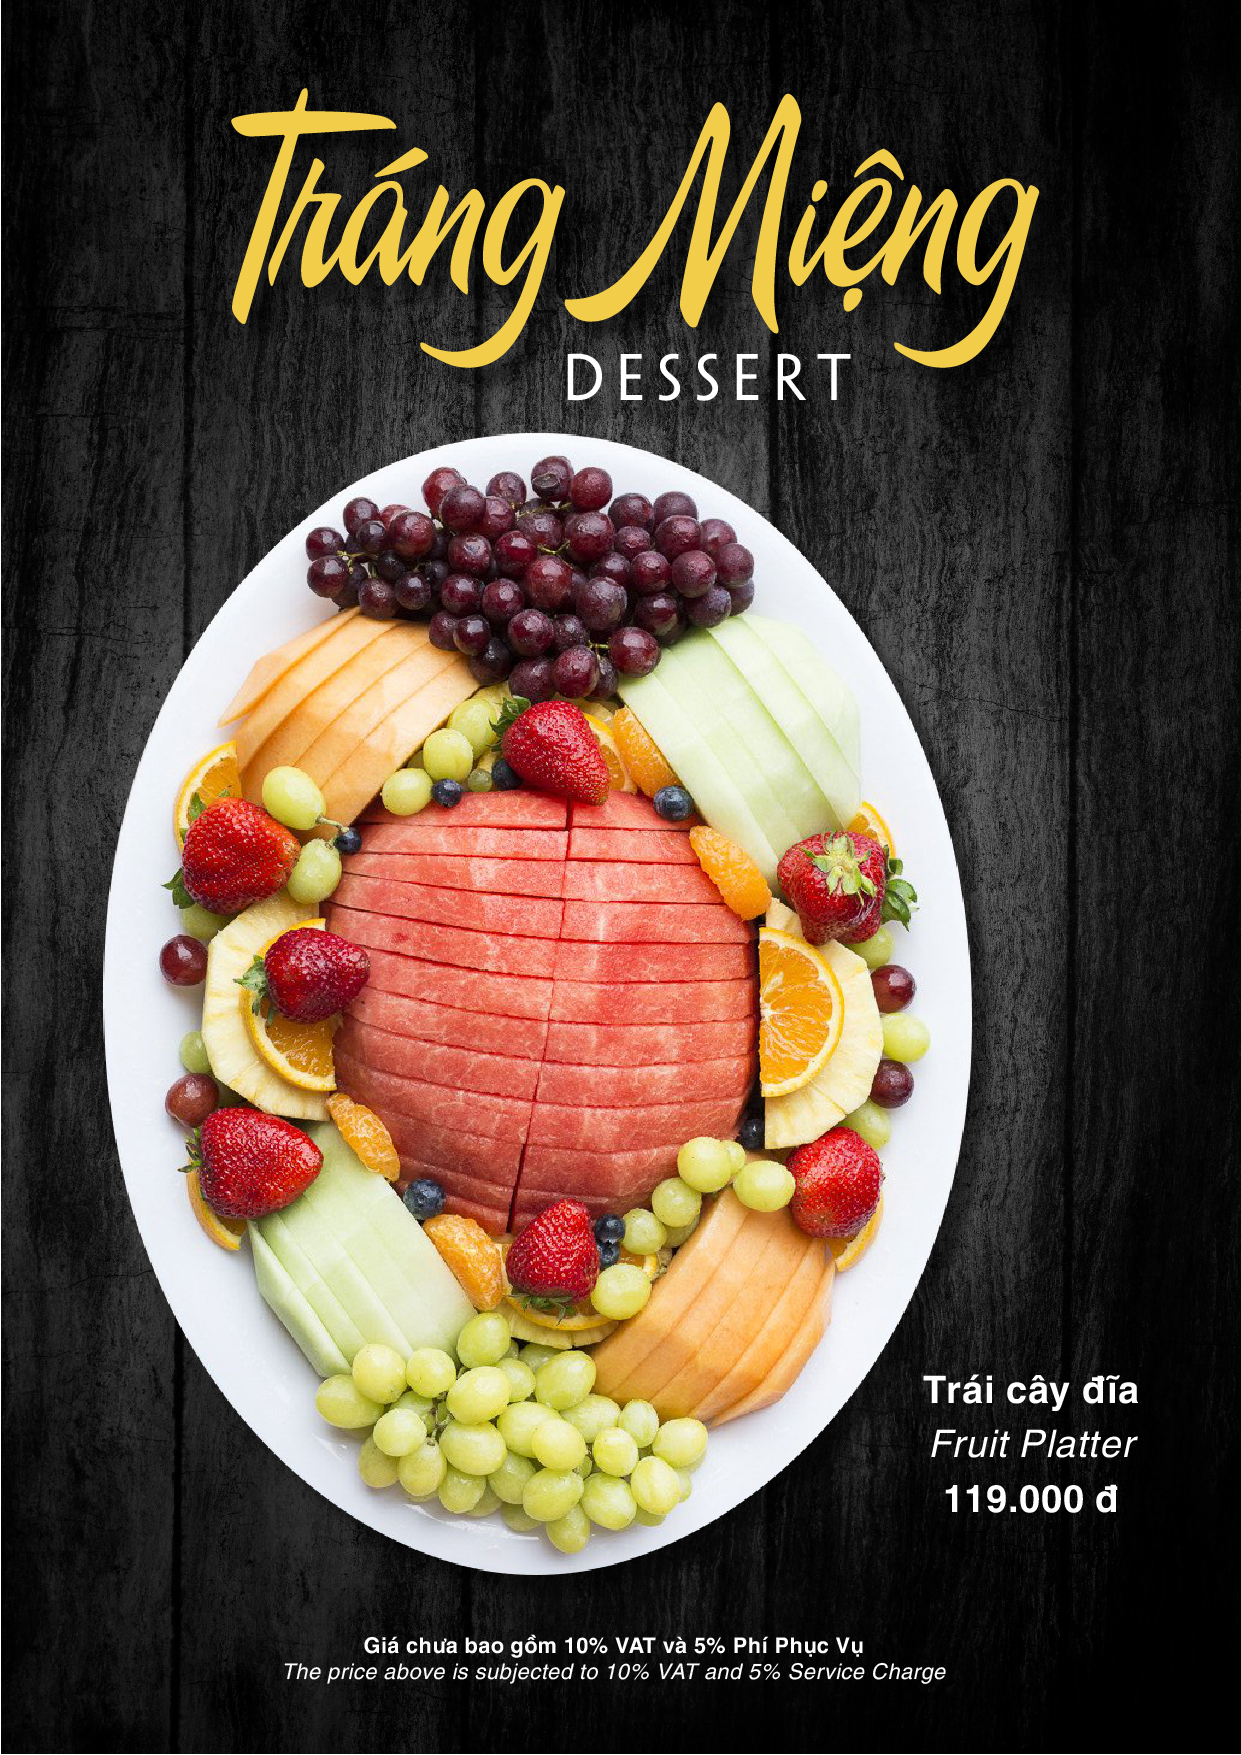 Tráng Miệng
DESSERT
Trái cây đĩa
Fruit Platter
119.000 đ
Giá chưa bao gồm 10% VAT và 5% Phí Phục Vụ
The price above is subjected to 10% VAT and 5% Service Charge